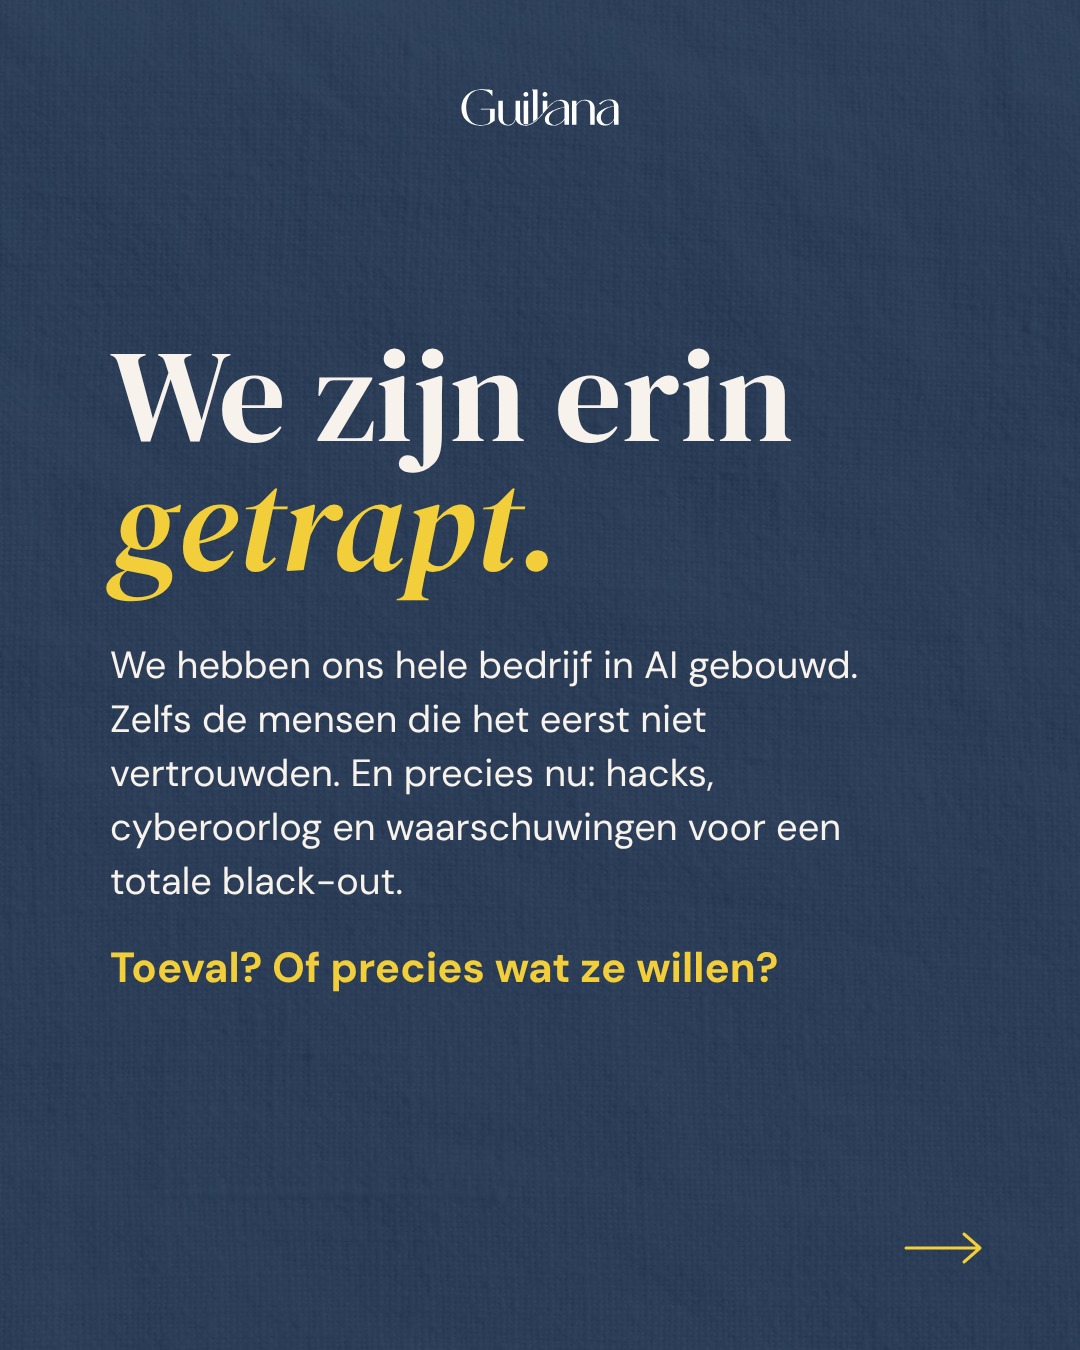 Guiliana
We zijn erin
getrapt.
We hebben ons hele bedrijf in AI gebouwd.
Zelfs de mensen die het eerst niet
vertrouwden. En precies nu: hacks,
cyberoorlog en waarschuwingen voor een
totale black-out.
Toeval? Of precies wat ze willen?